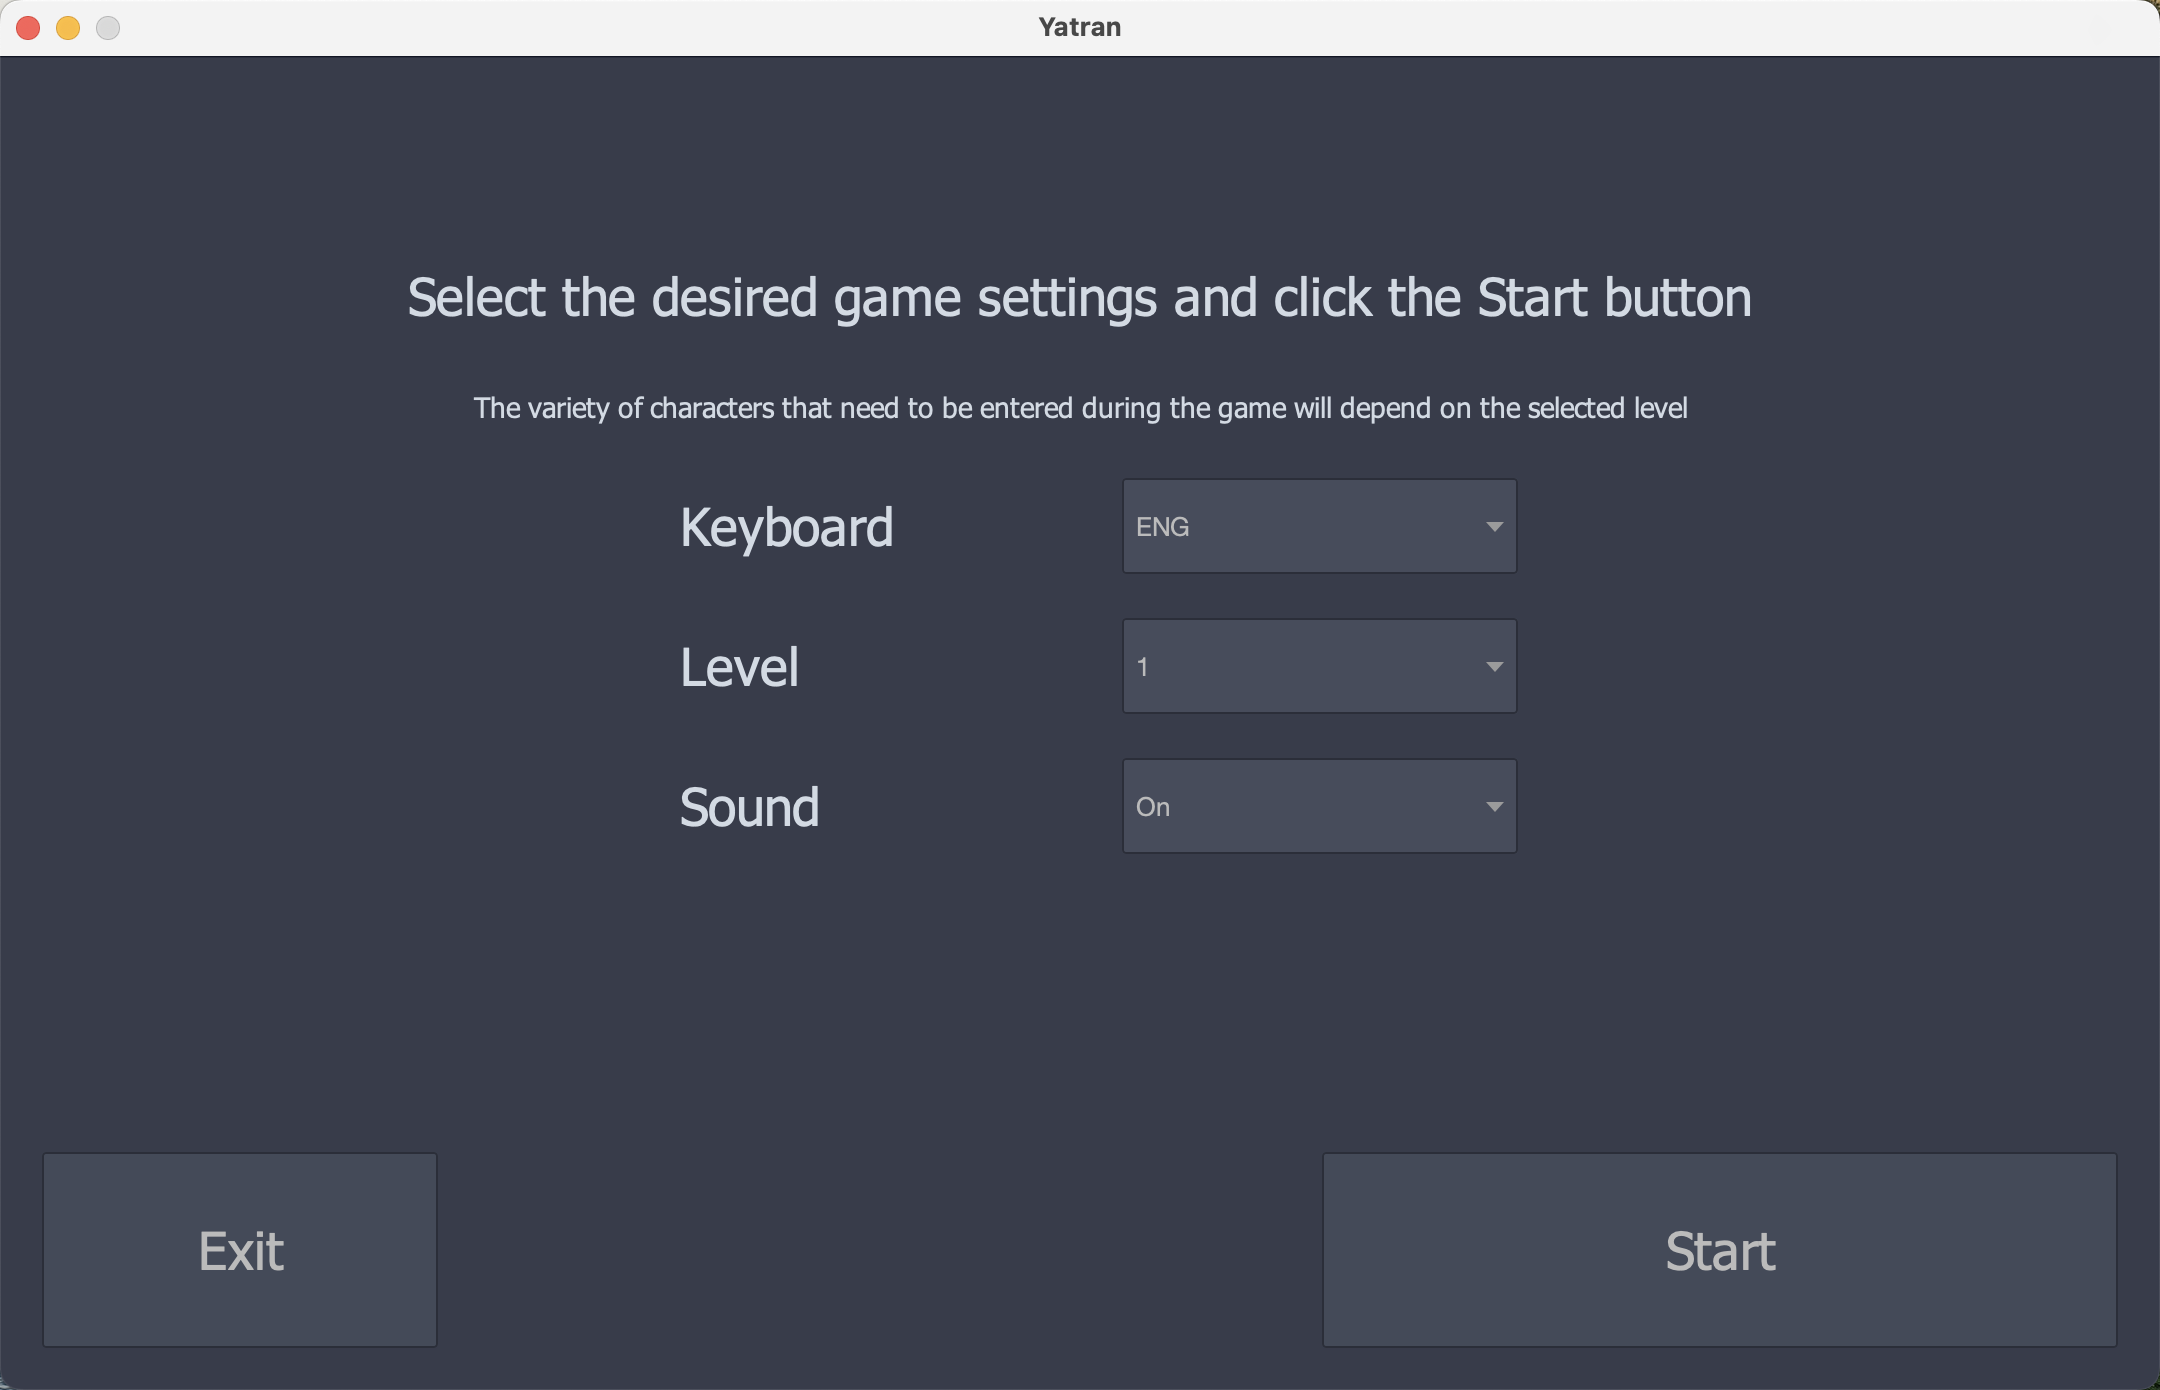 Yatran
Select the desired game settings and click the Start button
The variety of characters that need to be entered during the game will depend on the selected level
Keyboard
ENG
Level
1
Sound
On
Exit
Start